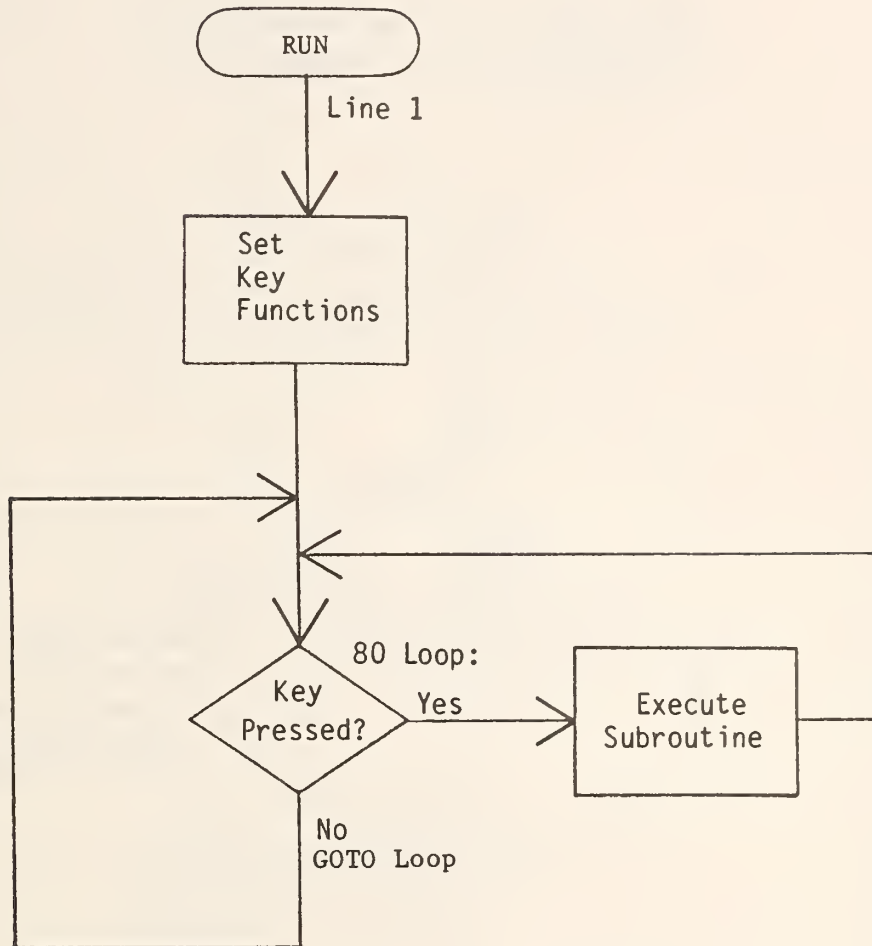 RUN
Line 1
Set
Key
Functions
80 Loop:
Key
Pressed?
Yes
Execute
Subroutine
No
GOTO Loop